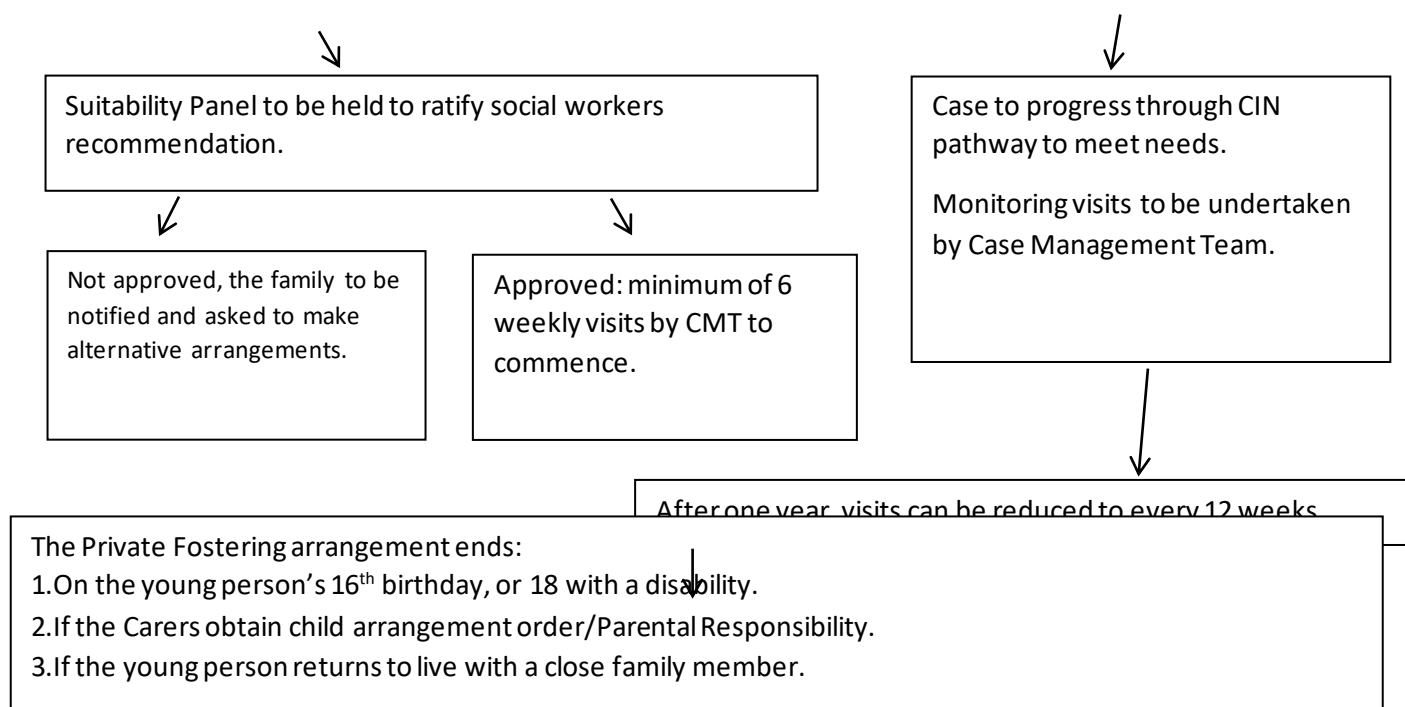 Suitability Panel to be held to ratify social workers
recommendation.
Case to progress through CIN
pathway to meet needs.
Monitoring visits to be undertaken
by Case Management Team.
Not approved, the family to be
notified and asked to make
alternative arrangements.
Approved: minimum of 6
weekly visits by CMT to
commence.
After one year, visits can be reduced to every 12 weeks
The Private Fostering arrangement ends:
1.On the young person’s 16th birthday, or 18 with a disability.
2.If the Carers obtain child arrangement order/Parental Responsibility.
3.If the young person returns to live with a close family member.